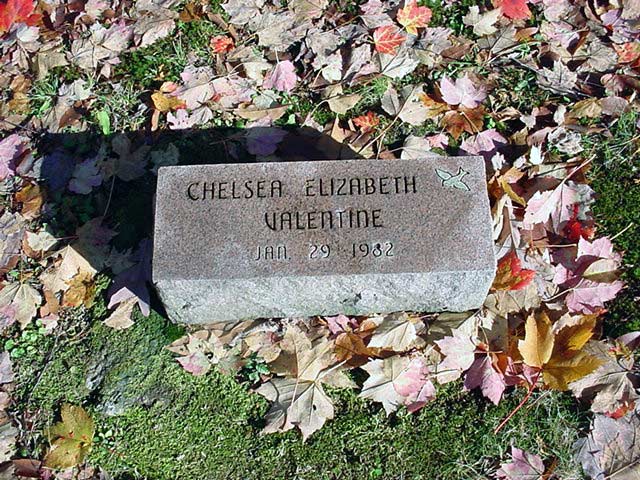 CHELSEA ELIZABETH
VALENTINE
JAN. 29 1982